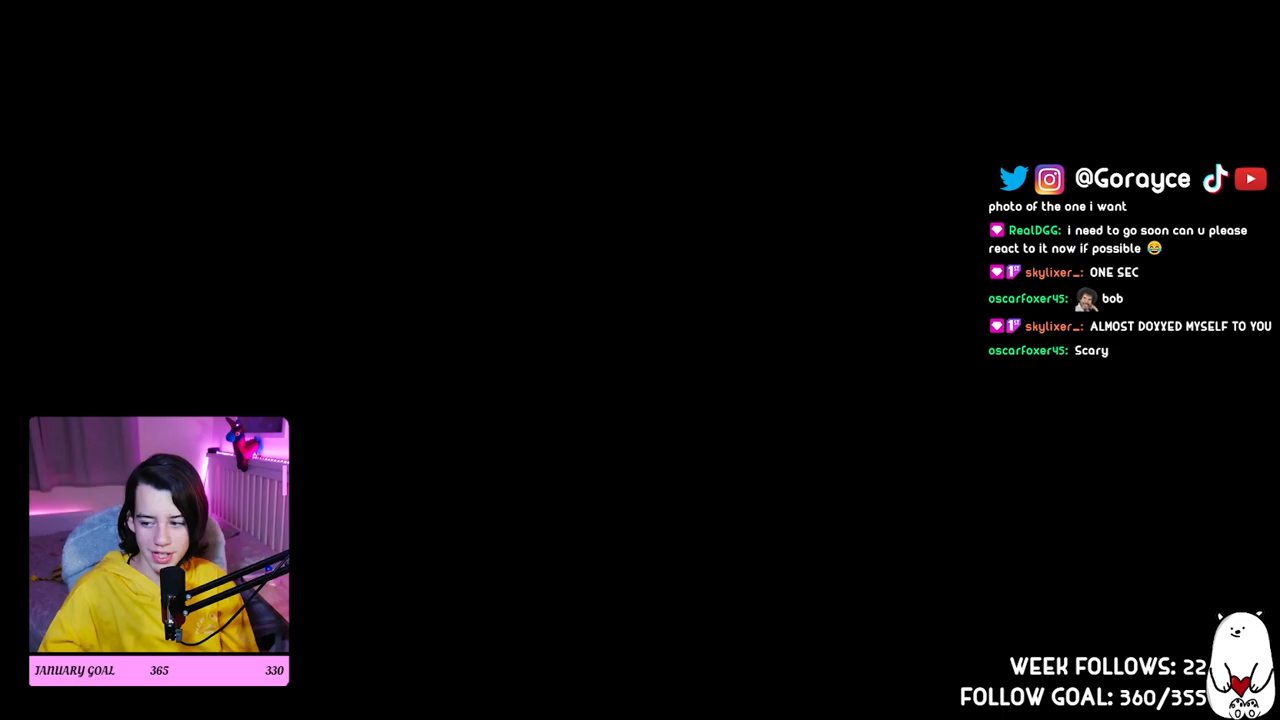 @Gorayce
photo of the one i want
RealDGG: i need to go soon can u please
react to it now if possible 😂
skylixer_: ONE SEC
oscarfoxer45: bob
skylixer_: ALMOST DOXXED MYSELF TO YOU
oscarfoxer45: Scary
JANUARY GOAL 365 330
WEEK FOLLOWS: 22
FOLLOW GOAL: 360/355